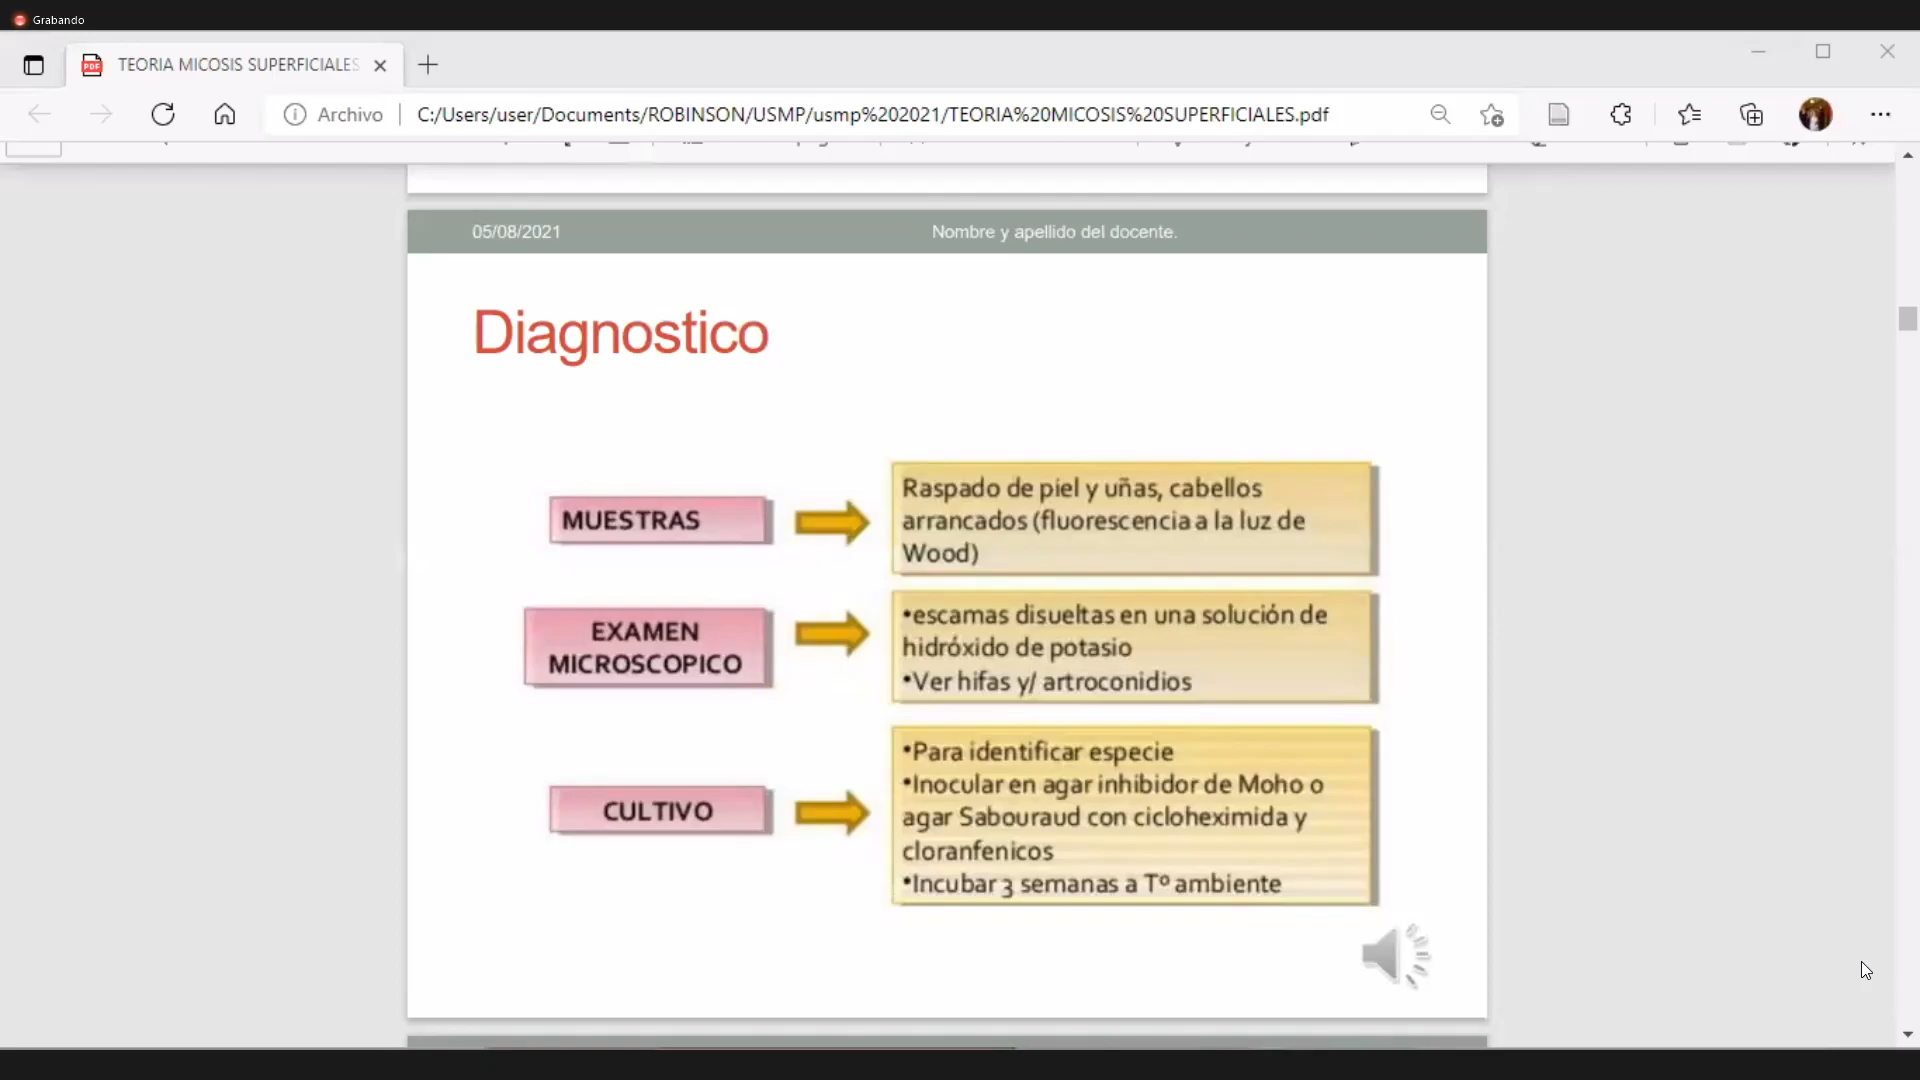 Grabando
TEORIA MICOSIS SUPERFICIALES
Archivo
C:/Users/user/Documents/ROBINSON/USMP/usmp%202021/TEORIA%20MICOSIS%20SUPERFICIALES.pdf
05/08/2021
Nombre y apellido del docente.
Diagnostico
MUESTRAS
Raspado de piel y uñas, cabellos
arrancados (fluorescencia a la luz de
Wood)
EXAMEN
MICROSCOPICO
•escamas disueltas en una solución de
hidróxido de potasio
•Ver hifas y/ artroconidios
CULTIVO
•Para identificar especie
•Inocular en agar inhibidor de Moho o
agar Sabouraud con cicloheximida y
cloranfenicos
•Incubar 3 semanas a Tº ambiente